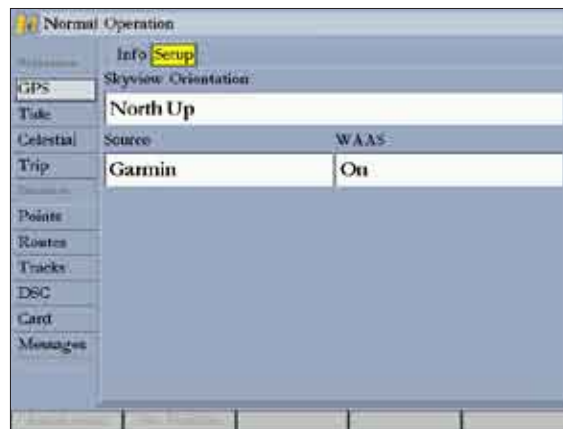 Normal Operation
Info Setup
GPS
Skyview Orientation
North Up
Tide
Celestial
Source WAAS
Trip
Garmin On
Points
Routes
Tracks
DSC
Card
Messages